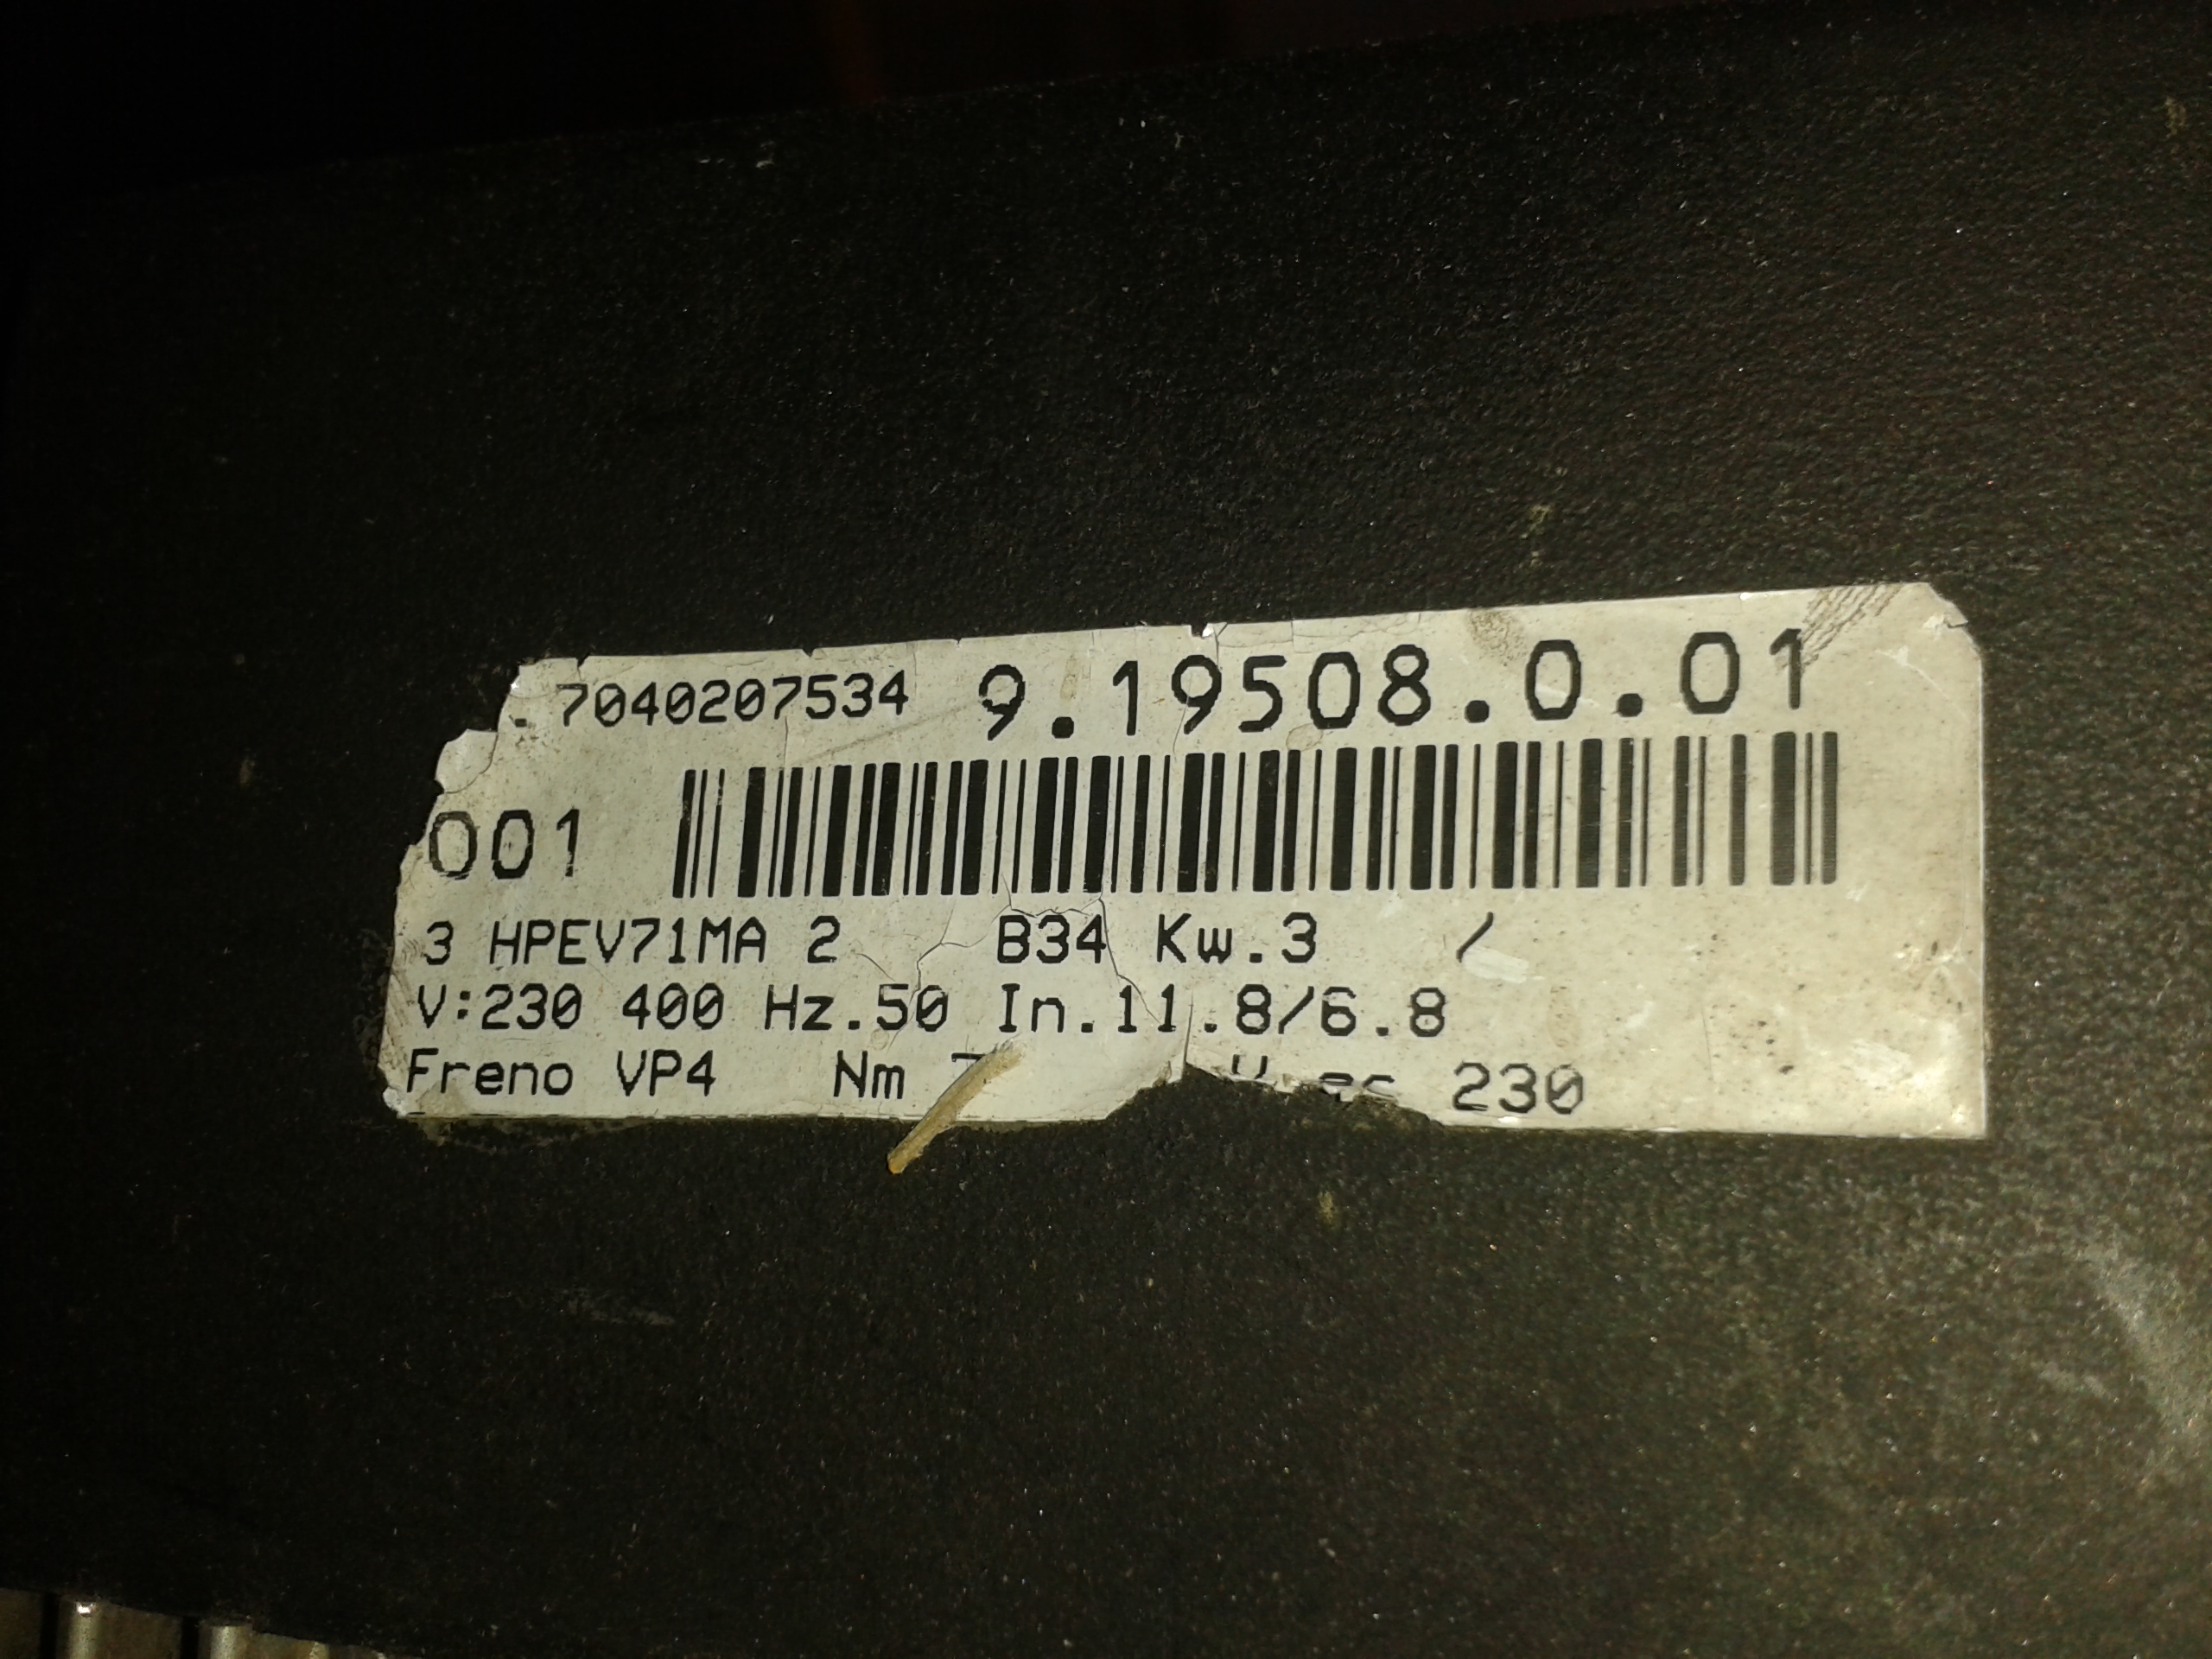 . 7040207534 9.19508.0.01
001
3 HPEV71MA 2 B34 Kw.3 /
V:230 400 Hz.50 In.11.8/6.8
Freno VP4 Nm 230